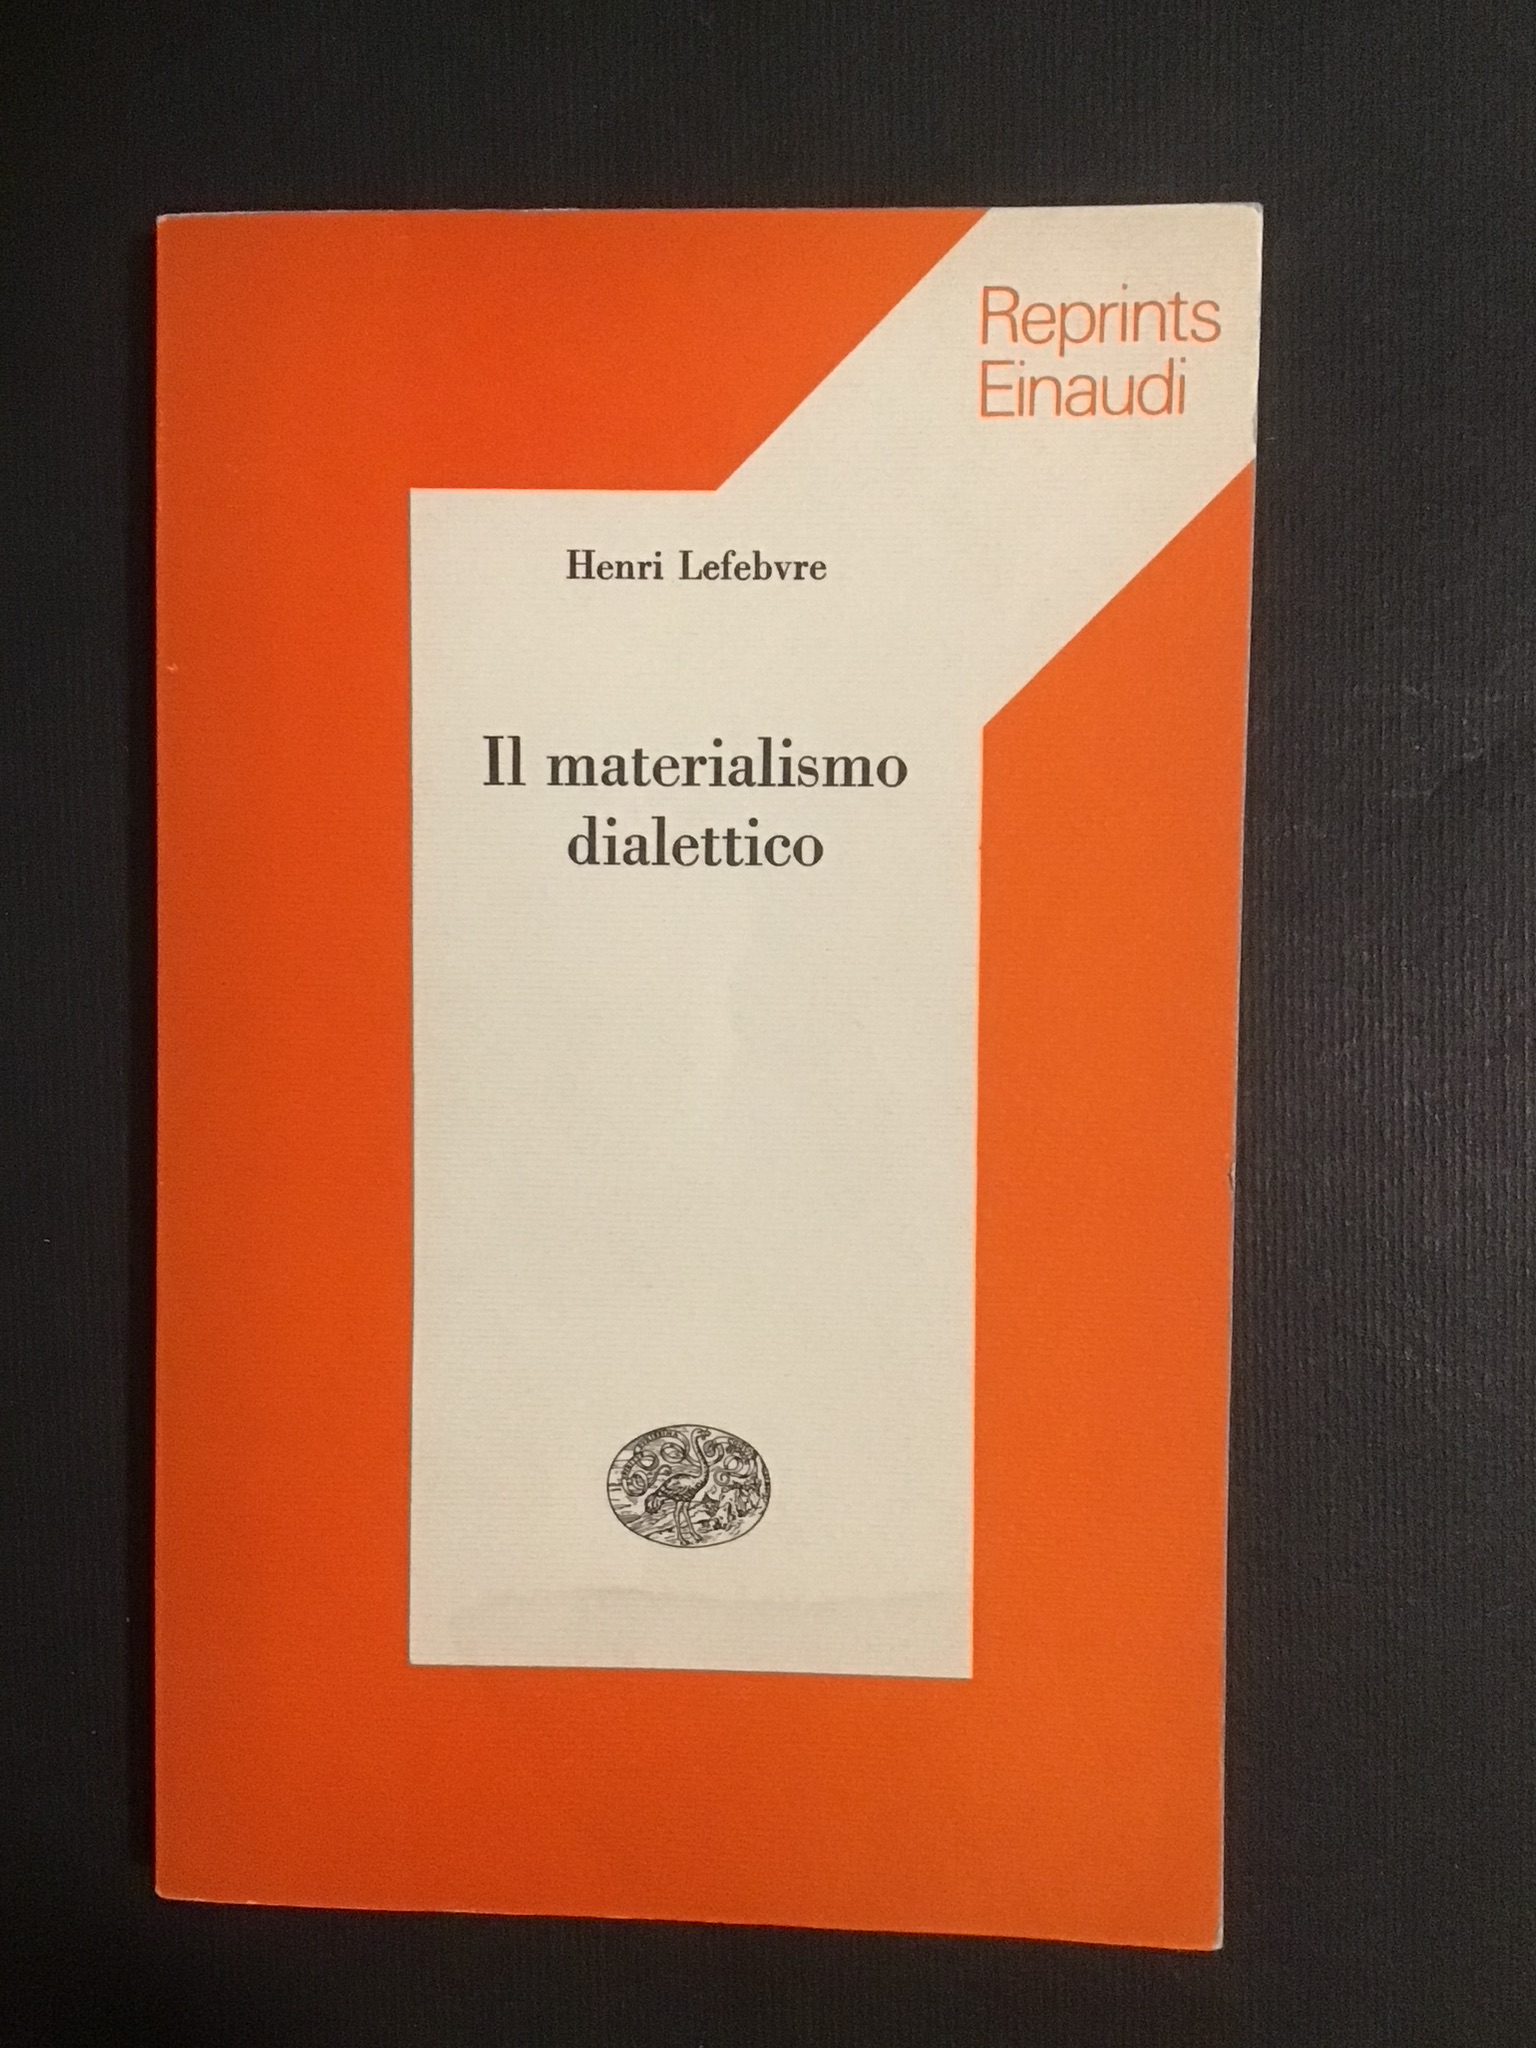 Reprints
Einaudi
Henri Lefebvre
Il materialismo
dialettico